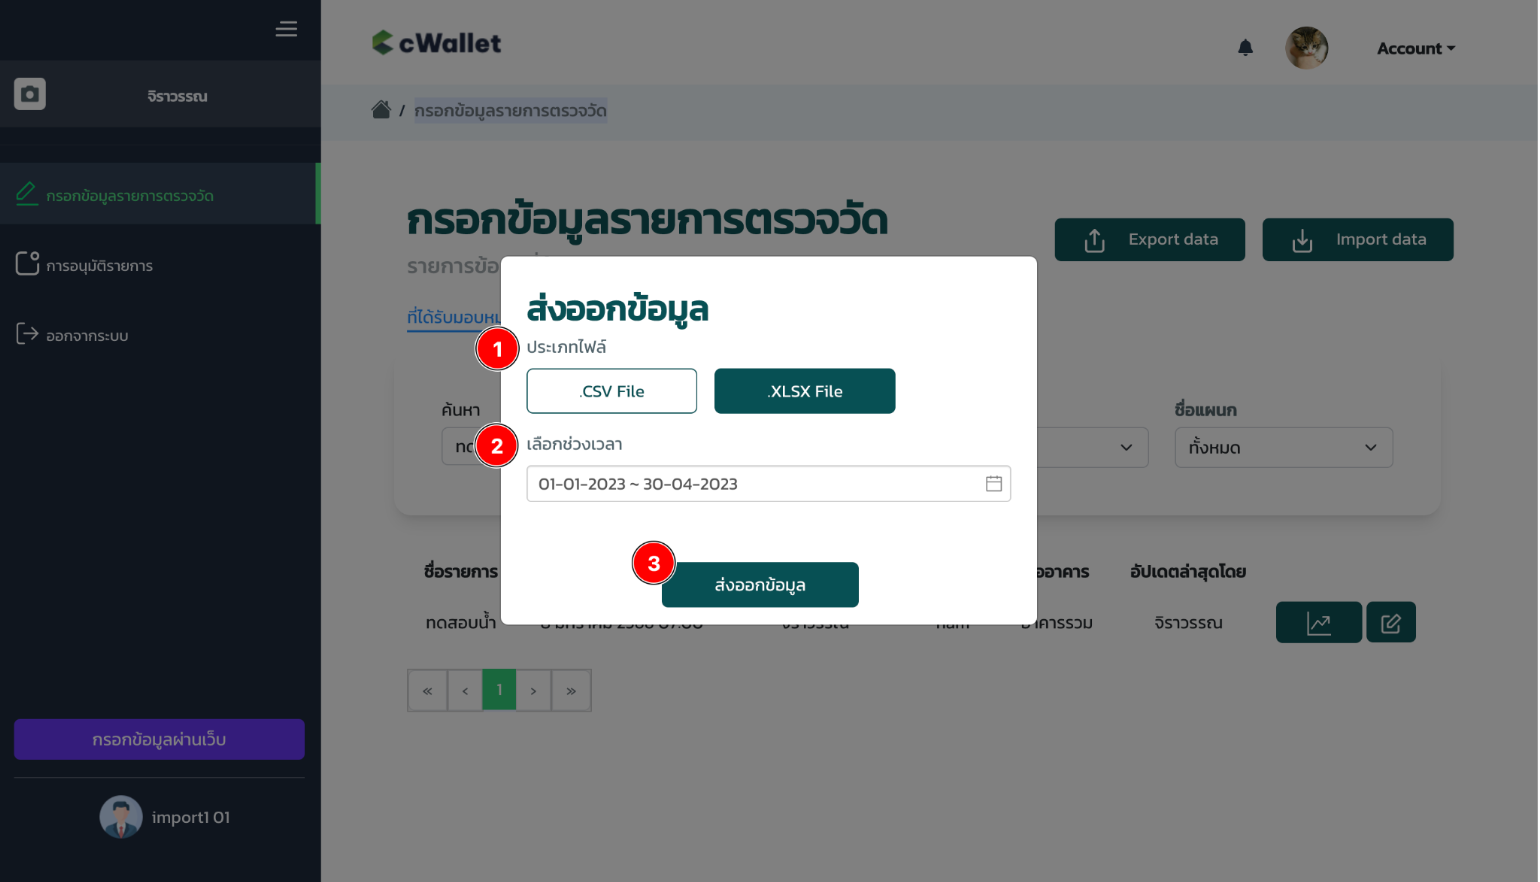 cWallet
Account
จิราวรรณ
/ กรอกข้อมูลรายการตรวจวัด
กรอกข้อมูลรายการตรวจวัด
การอนุมัติรายการ
ออกจากระบบ
กรอกข้อมูลผ่านเว็บ
import1 01
กรอกข้อมูลรายการตรวจวัด
Export data
Import data
รายการข้อ
ที่ได้รับมอบหม
ส่งออกข้อมูล
1
ประเภทไฟล์
.CSV File
.XLSX File
2
เลือกช่วงเวลา
01-01-2023 ~ 30-04-2023
3
ส่งออกข้อมูล
ค้นหา
ชื่อแผนก
ทั้งหมด
ชื่อรายการ
ออาคาร
อัปเดตล่าสุดโดย
ทดสอบน้ำ
อาคารรวม
จิราวรรณ
« ‹ 1 › »